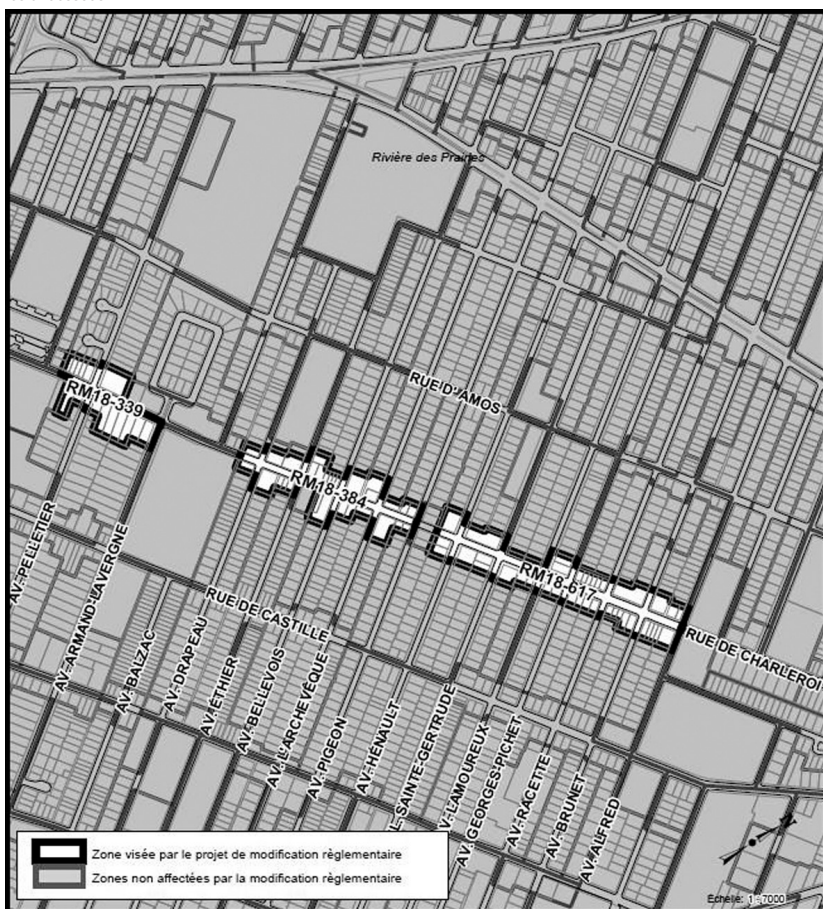 Rivière des Prairies
RUE D'AMOS
RM18-339
RM18-384
RM18-617
RUE DE CHARLEROI
RUE DE CASTILLE
AV. PELLETIER
AV. ARMAND-LAVERGNE
AV. BALZAC
AV. DRAPEAU
AV. ÉTHIER
AV. BELLEVOIS
AV. L'ARCHEVÊQUE
AV. PIGEON
AV. HÉNAULT
L. SAINTE-GERTRUDE
V. LAMOUREUX
AV. GEORGES-PICHET
AV. RACETTE
AV. BRUNET
AV. ALFRED
Zone visée par le projet de modification règlementaire
Zones non affectées par la modification règlementaire
N
Échelle: 1 : 7000